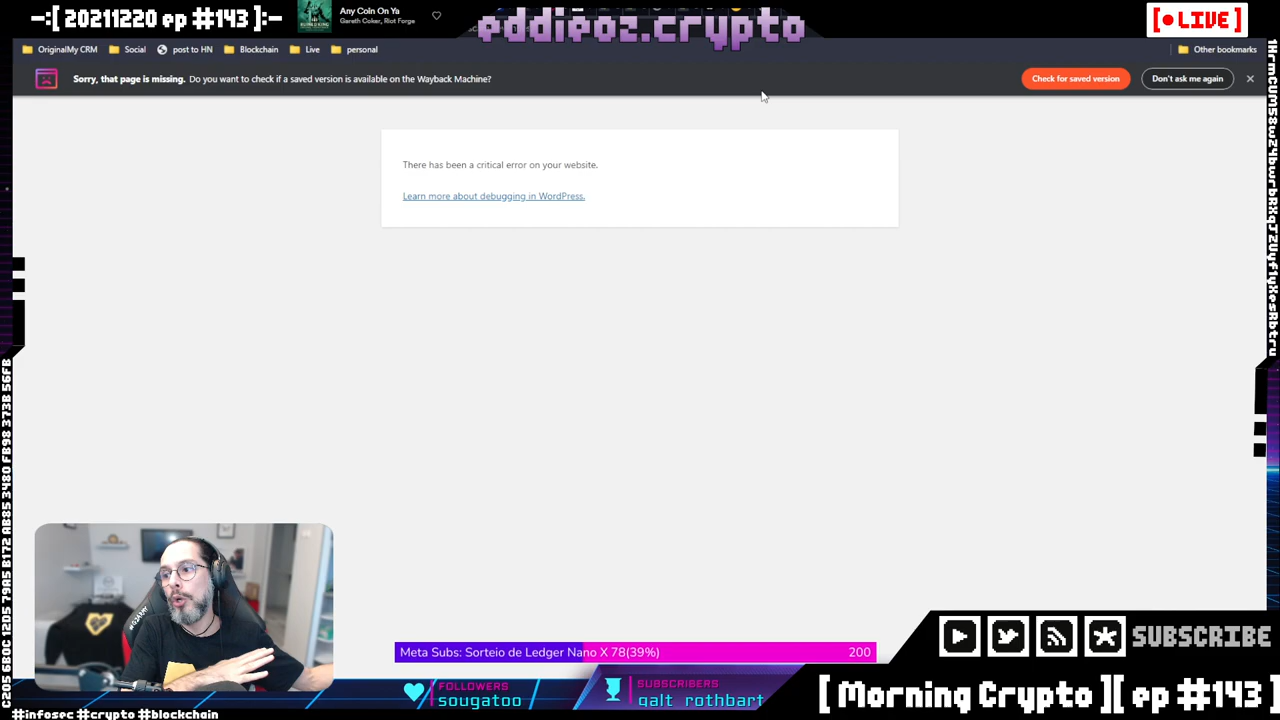 -:[ 20211220 ep #143 ]:-
Any Coin On Ya
Gareth Coker, Riot Forge
eddieoz.crypto
[ LIVE ]
OriginalMy CRM
Social
post to HN
Blockchain
Live
personal
Other bookmarks
Sorry, that page is missing. Do you want to check if a saved version is available on the Wayback Machine?
Check for saved version
Don't ask me again
There has been a critical error on your website.
Learn more about debugging in WordPress.
Meta Subs: Sorteio de Ledger Nano X 78(39%)
200
FOLLOWERS
sougatoo
SUBSCRIBERS
galt_rothbart
SUBSCRIBE
[ Morning Crypto ][ ep #143 ]
#infosec #crypto #blockchain